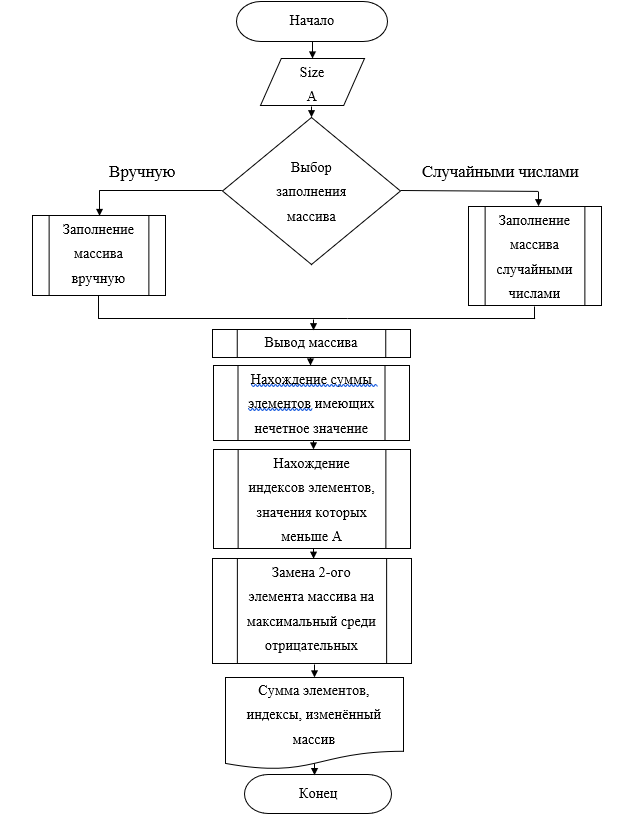 Начало
Size
А
Выбор
заполнения
массива
Вручную
Случайными числами
Заполнение
массива
вручную
Заполнение
массива
случайными
числами
Вывод массива
Нахождение суммы
элементов имеющих
нечетное значение
Нахождение
индексов элементов,
значения которых
меньше А
Замена 2-ого
элемента массива на
максимальный среди
отрицательных
Сумма элементов,
индексы, изменённый
массив
Конец